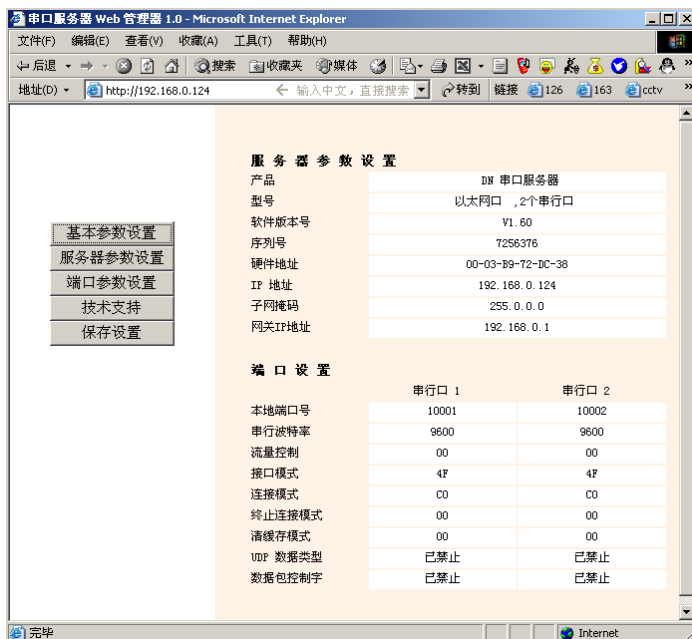 串口服务器 Web 管理器 1.0 - Microsoft Internet Explorer
文件(F) 编辑(E) 查看(V) 收藏(A) 工具(T) 帮助(H)
后退 搜索 收藏夹 媒体 »
地址(D) http://192.168.0.124 ← 输入中文，直接搜索 转到 链接 126 163 cctv »
服务器参数设置
产品 DN 串口服务器
型号 以太网口 ,2个串行口
软件版本号 V1.60
序列号 7256376
硬件地址 00-03-B9-72-DC-38
IP 地址 192.168.0.124
子网掩码 255.0.0.0
网关IP地址 192.168.0.1
基本参数设置
服务器参数设置
端口参数设置
技术支持
保存设置
端口设置
串行口 1 串行口 2
本地端口号 10001 10002
串行波特率 9600 9600
流量控制 00 00
接口模式 4F 4F
连接模式 C0 C0
终止连接模式 00 00
清缓存模式 00 00
UDP 数据类型 已禁止 已禁止
数据包控制字 已禁止 已禁止
完毕 Internet